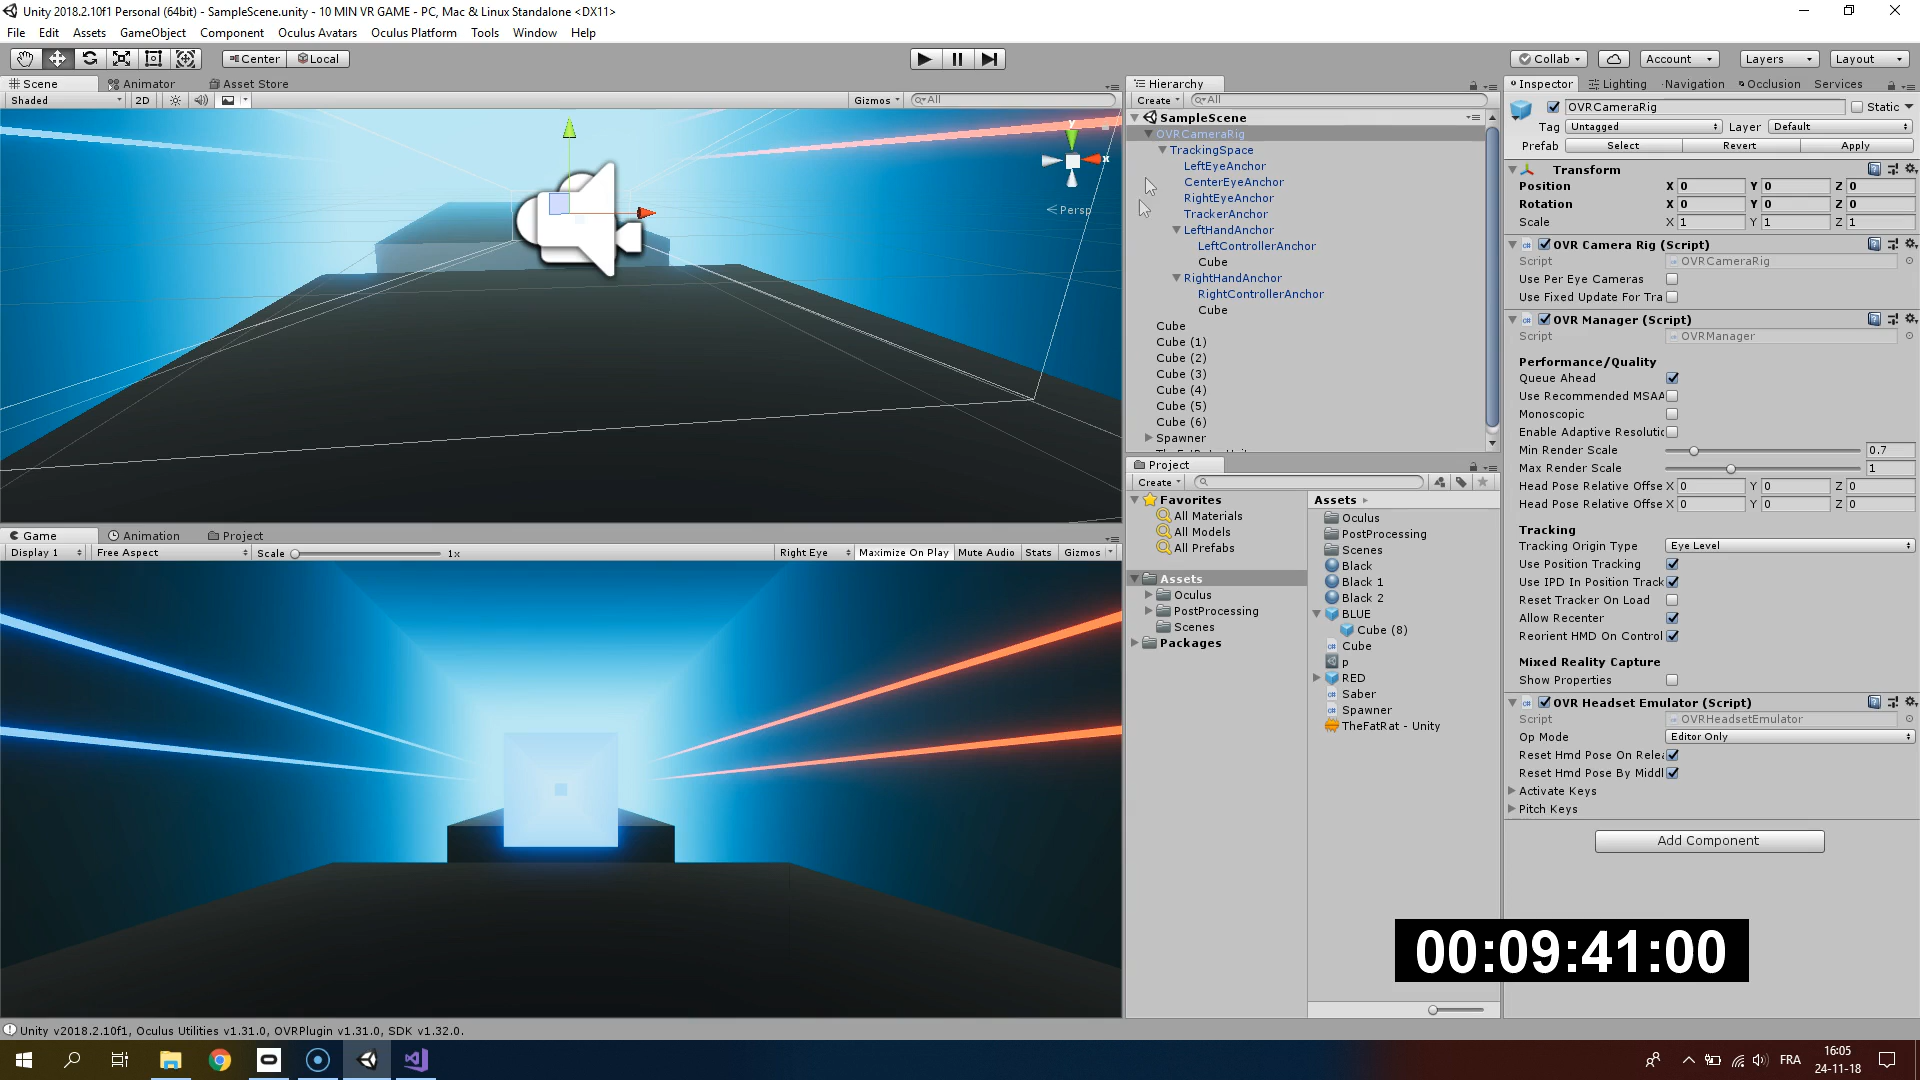 Unity 2018.2.10f1 Personal (64bit) - SampleScene.unity - 10 MIN VR GAME - PC, Mac & Linux Standalone <DX11>
File Edit Assets GameObject Component Oculus Avatars Oculus Platform Tools Window Help
Center Local Collab Account Layers Layout
Scene Animator Asset Store
Shaded 2D Gizmos All
y
x
Persp
Game Animation Project
Display 1 Free Aspect Scale 1x Right Eye Maximize On Play Mute Audio Stats Gizmos
Hierarchy
Create All
SampleScene
OVRCameraRig
TrackingSpace
LeftEyeAnchor
CenterEyeAnchor
RightEyeAnchor
TrackerAnchor
LeftHandAnchor
LeftControllerAnchor
Cube
RightHandAnchor
RightControllerAnchor
Cube
Cube
Cube (1)
Cube (2)
Cube (3)
Cube (4)
Cube (5)
Cube (6)
Spawner
Project
Create
Favorites
All Materials
All Models
All Prefabs
Assets
Oculus
PostProcessing
Scenes
Packages
Assets
Oculus
PostProcessing
Scenes
Black
Black 1
Black 2
BLUE
Cube (8)
Cube
p
RED
Saber
Spawner
TheFatRat - Unity
Inspector Lighting Navigation Occlusion Services
OVRCameraRig Static
Tag Untagged Layer Default
Prefab Select Revert Apply
Transform
Position X 0 Y 0 Z 0
Rotation X 0 Y 0 Z 0
Scale X 1 Y 1 Z 1
OVR Camera Rig (Script)
Script OVRCameraRig
Use Per Eye Cameras
Use Fixed Update For Tra
OVR Manager (Script)
Script OVRManager
Performance/Quality
Queue Ahead
Use Recommended MSAA
Monoscopic
Enable Adaptive Resolutic
Min Render Scale 0.7
Max Render Scale 1
Head Pose Relative Offse X 0 Y 0 Z 0
Head Pose Relative Offse X 0 Y 0 Z 0
Tracking
Tracking Origin Type Eye Level
Use Position Tracking
Use IPD In Position Track
Reset Tracker On Load
Allow Recenter
Reorient HMD On Control
Mixed Reality Capture
Show Properties
OVR Headset Emulator (Script)
Script OVRHeadsetEmulator
Op Mode Editor Only
Reset Hmd Pose On Relea
Reset Hmd Pose By Middl
Activate Keys
Pitch Keys
Add Component
00:09:41:00
Unity v2018.2.10f1, Oculus Utilities v1.31.0, OVRPlugin v1.31.0, SDK v1.32.0.
FRA
16:05
24-11-18